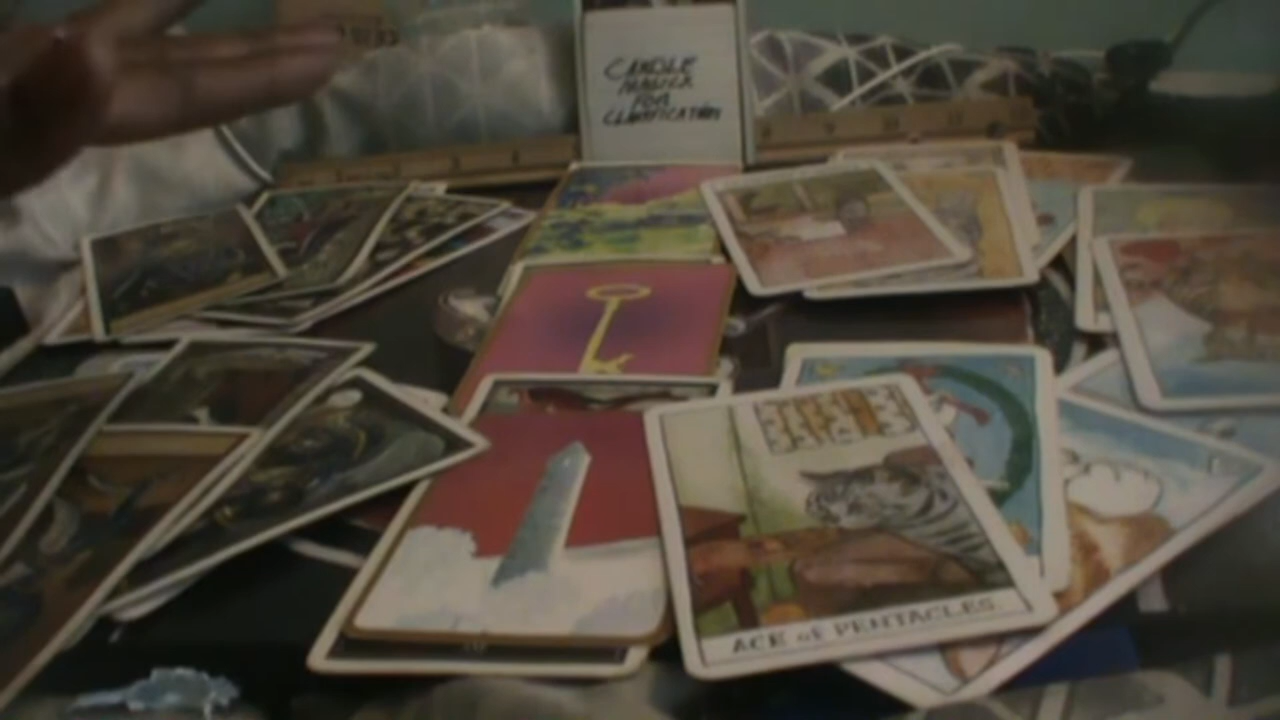 CANDLE
MAGICK
FOR
CLARIFICATION
ACE OF PENTACLES